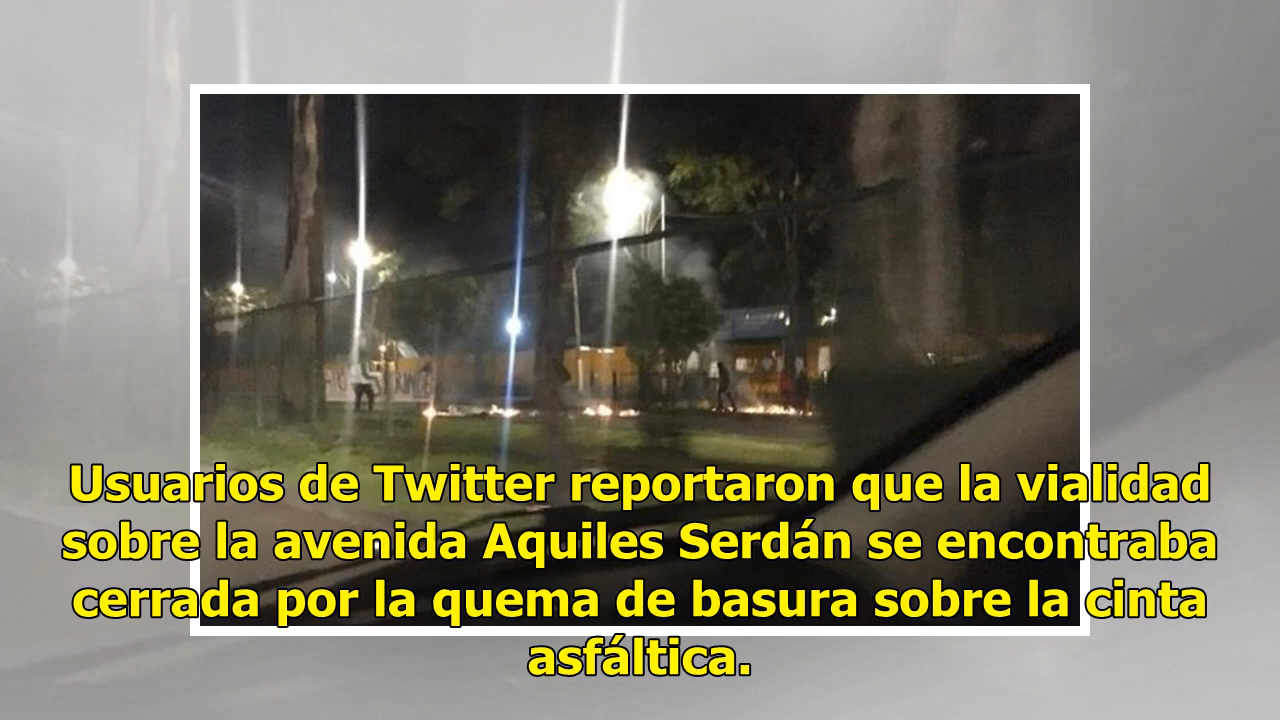 Usuarios de Twitter reportaron que la vialidad
sobre la avenida Aquiles Serdán se encontraba
cerrada por la quema de basura sobre la cinta
asfáltica.